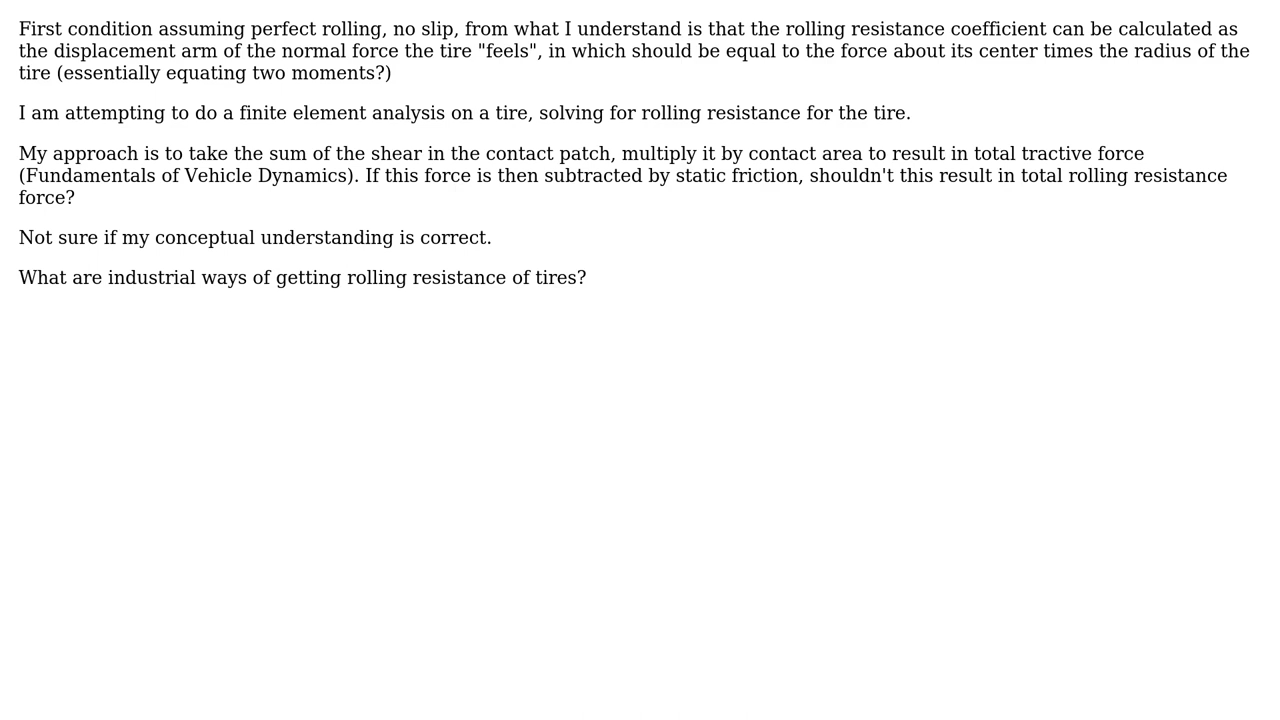 First condition assuming perfect rolling, no slip, from what I understand is that the rolling resistance coefficient can be calculated as
the displacement arm of the normal force the tire "feels", in which should be equal to the force about its center times the radius of the
tire (essentially equating two moments?)
I am attempting to do a finite element analysis on a tire, solving for rolling resistance for the tire.
My approach is to take the sum of the shear in the contact patch, multiply it by contact area to result in total tractive force
(Fundamentals of Vehicle Dynamics). If this force is then subtracted by static friction, shouldn't this result in total rolling resistance
force?
Not sure if my conceptual understanding is correct.
What are industrial ways of getting rolling resistance of tires?